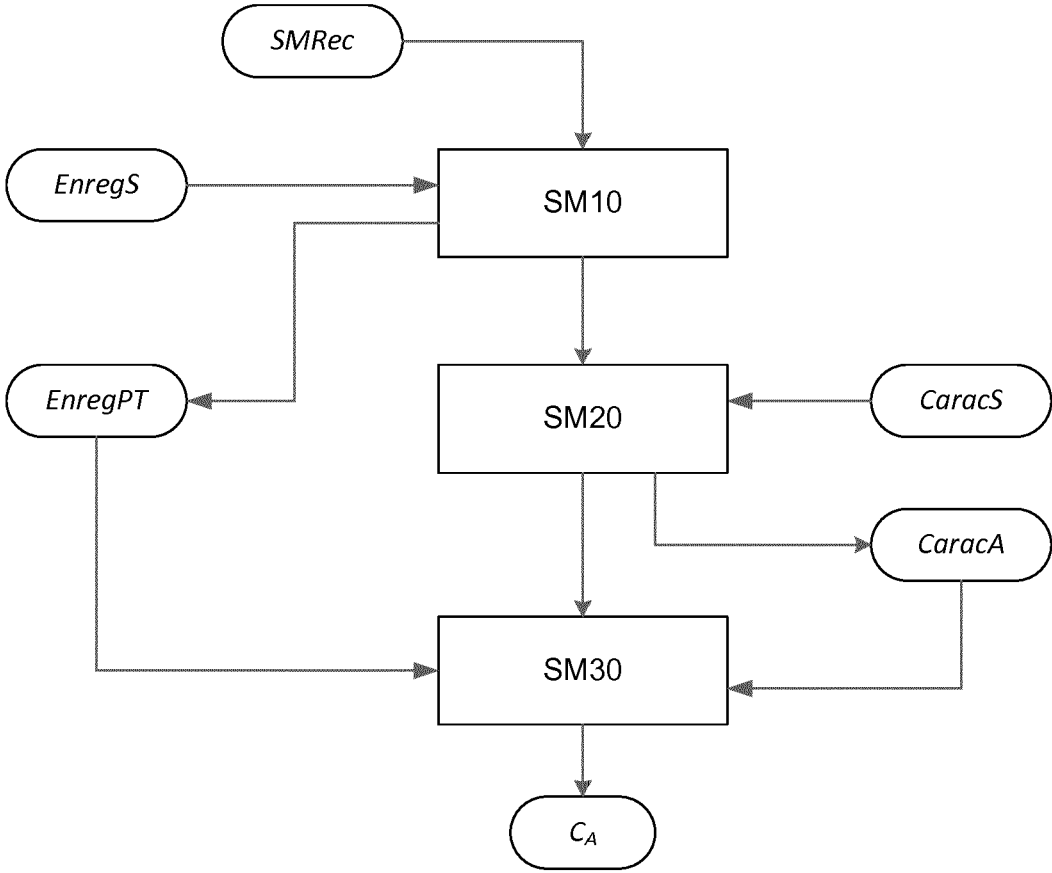 SMRec
EnregS
SM10
EnregPT
SM20
CaracS
CaracA
SM30
C_A